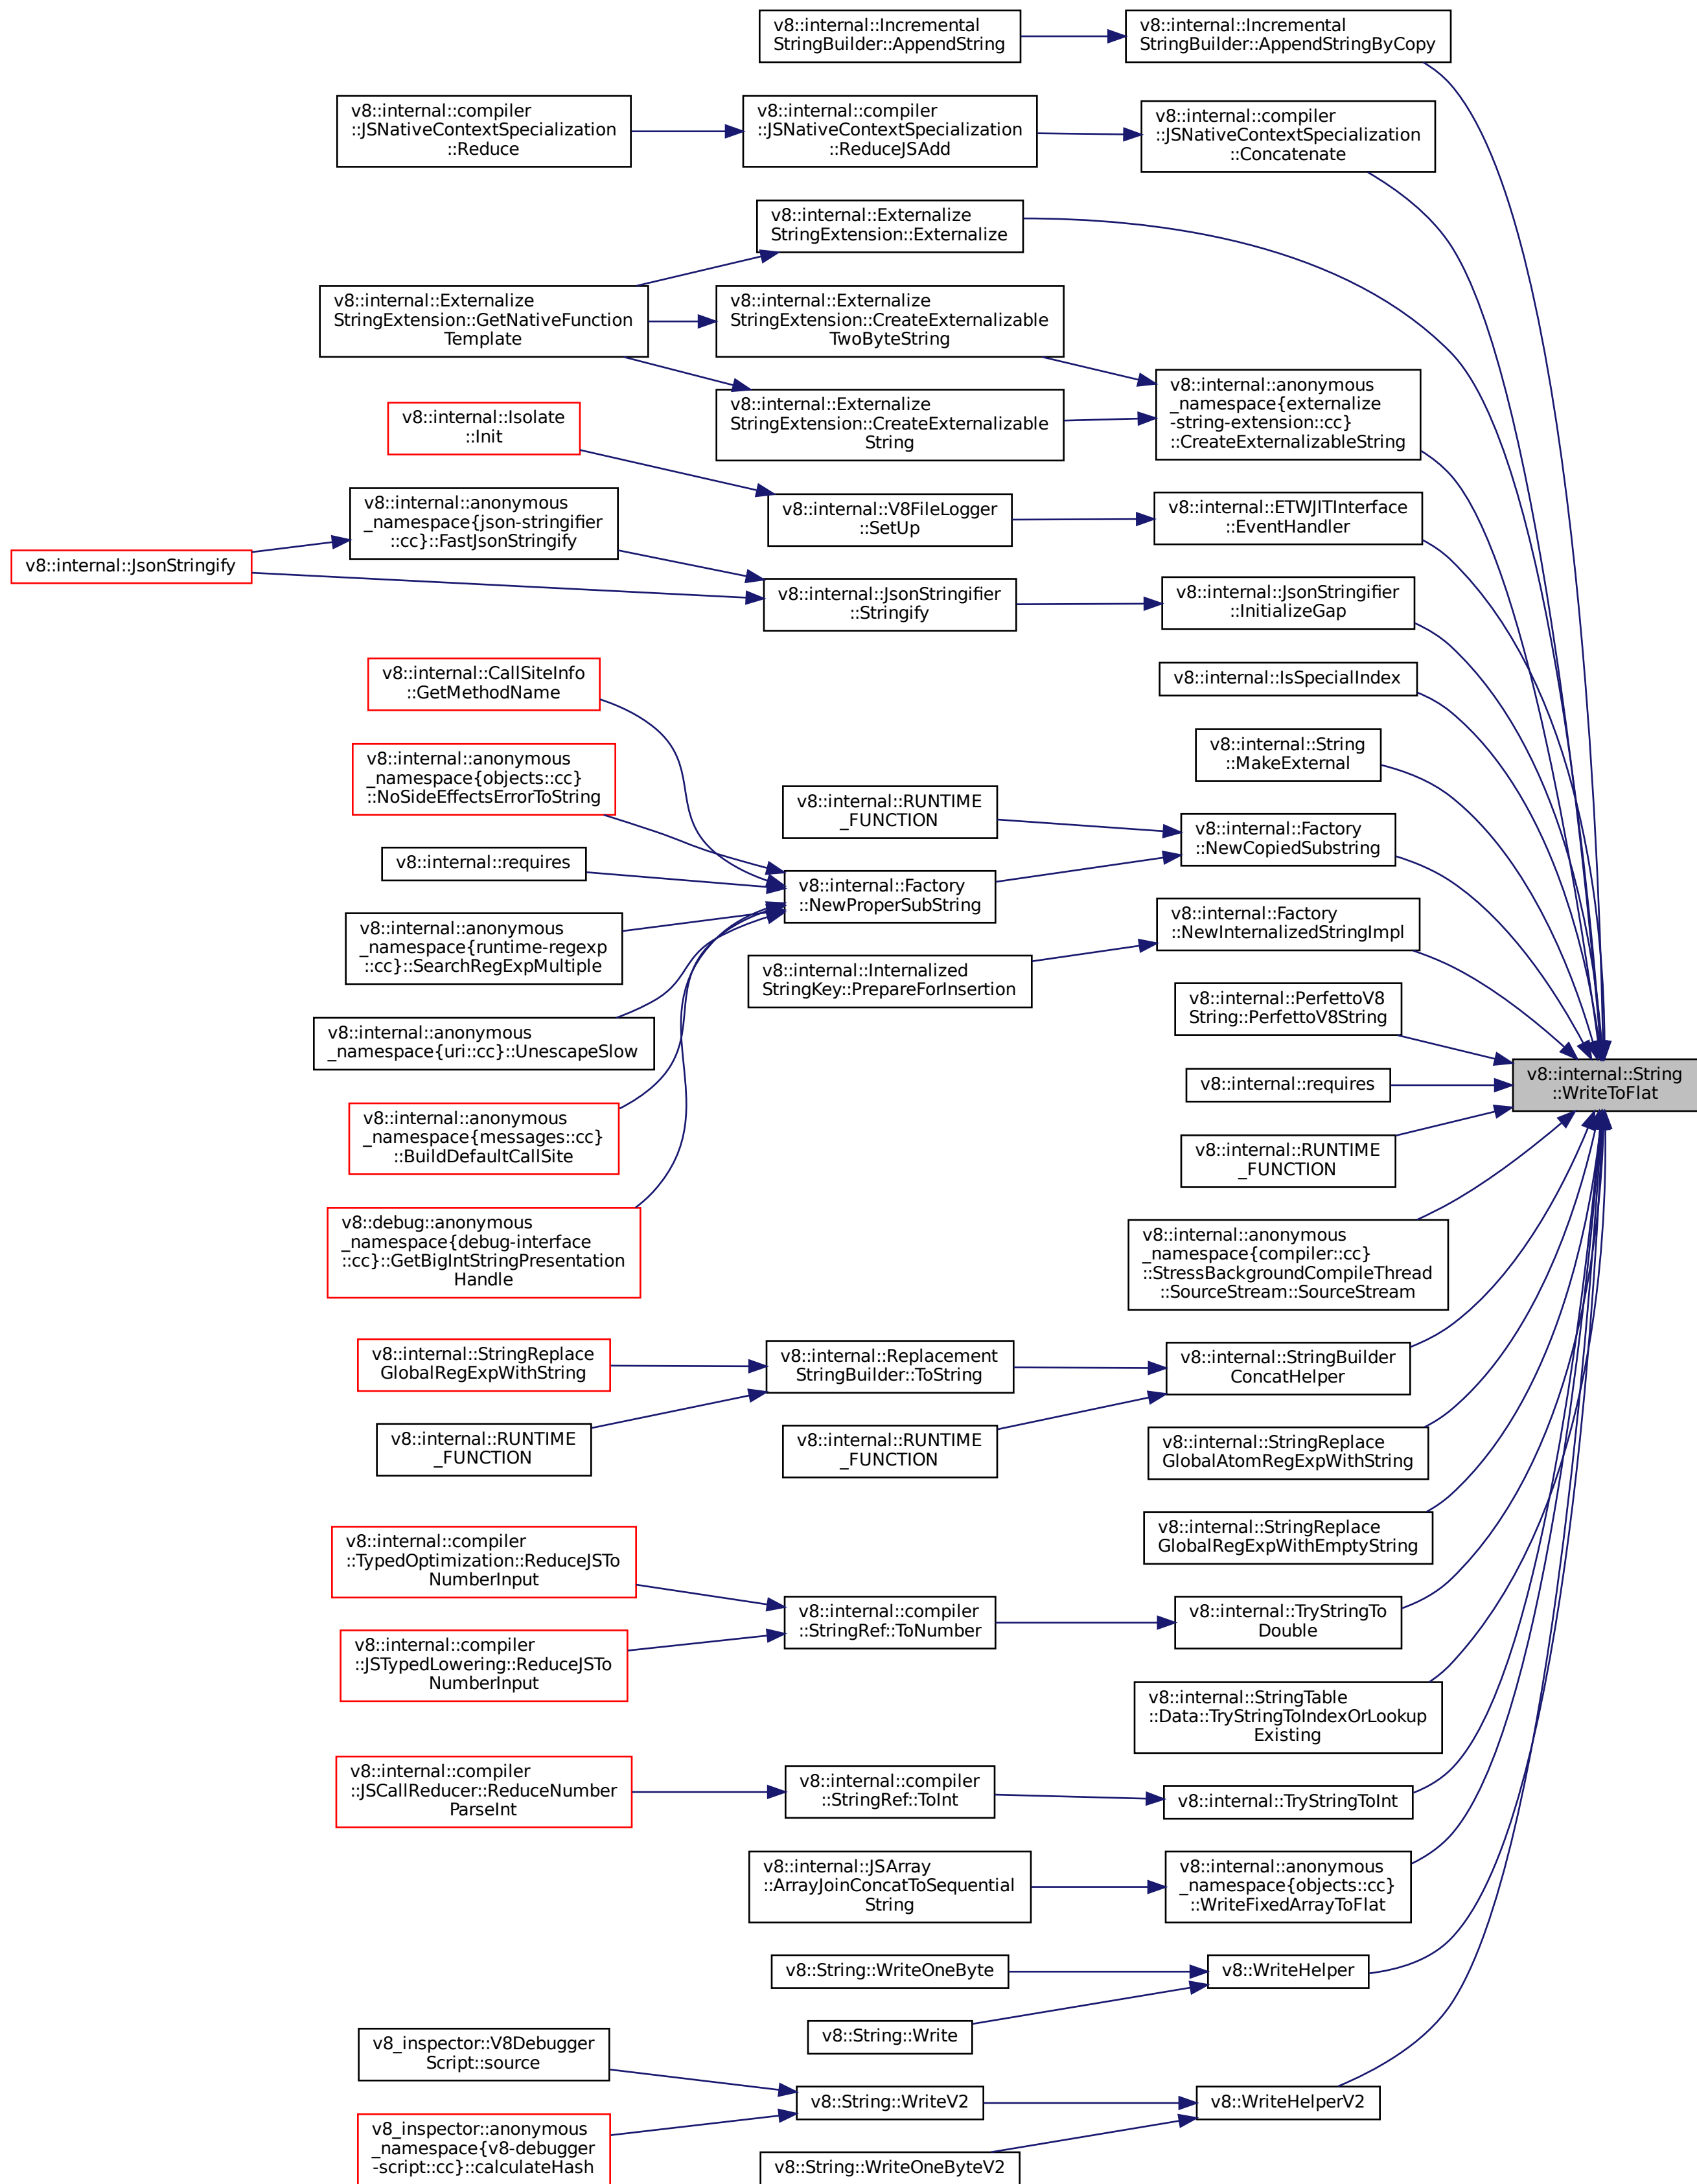 v8::internal::Incremental
StringBuilder::AppendString
v8::internal::Incremental
StringBuilder::AppendStringByCopy
v8::internal::compiler
::JSNativeContextSpecialization
::Reduce
v8::internal::compiler
::JSNativeContextSpecialization
::ReduceJSAdd
v8::internal::compiler
::JSNativeContextSpecialization
::Concatenate
v8::internal::Externalize
StringExtension::Externalize
v8::internal::Externalize
StringExtension::GetNativeFunction
Template
v8::internal::Externalize
StringExtension::CreateExternalizable
TwoByteString
v8::internal::Externalize
StringExtension::CreateExternalizable
String
v8::internal::anonymous
_namespace{externalize
-string-extension::cc}
::CreateExternalizableString
v8::internal::Isolate
::Init
v8::internal::V8FileLogger
::SetUp
v8::internal::ETWJITInterface
::EventHandler
v8::internal::anonymous
_namespace{json-stringifier
::cc}::FastJsonStringify
v8::internal::JsonStringify
v8::internal::JsonStringifier
::Stringify
v8::internal::JsonStringifier
::InitializeGap
v8::internal::CallSiteInfo
::GetMethodName
v8::internal::IsSpecialIndex
v8::internal::anonymous
_namespace{objects::cc}
::NoSideEffectsErrorToString
v8::internal::String
::MakeExternal
v8::internal::RUNTIME
_FUNCTION
v8::internal::Factory
::NewCopiedSubstring
v8::internal::requires
v8::internal::Factory
::NewProperSubString
v8::internal::anonymous
_namespace{runtime-regexp
::cc}::SearchRegExpMultiple
v8::internal::Factory
::NewInternalizedStringImpl
v8::internal::Internalized
StringKey::PrepareForInsertion
v8::internal::anonymous
_namespace{uri::cc}::UnescapeSlow
v8::internal::PerfettoV8
String::PerfettoV8String
v8::internal::String
::WriteToFlat
v8::internal::requires
v8::internal::anonymous
_namespace{messages::cc}
::BuildDefaultCallSite
v8::internal::RUNTIME
_FUNCTION
v8::debug::anonymous
_namespace{debug-interface
::cc}::GetBigIntStringPresentation
Handle
v8::internal::anonymous
_namespace{compiler::cc}
::StressBackgroundCompileThread
::SourceStream::SourceStream
v8::internal::StringReplace
GlobalRegExpWithString
v8::internal::Replacement
StringBuilder::ToString
v8::internal::StringBuilder
ConcatHelper
v8::internal::RUNTIME
_FUNCTION
v8::internal::RUNTIME
_FUNCTION
v8::internal::StringReplace
GlobalAtomRegExpWithString
v8::internal::StringReplace
GlobalRegExpWithEmptyString
v8::internal::compiler
::TypedOptimization::ReduceJSTo
NumberInput
v8::internal::compiler
::StringRef::ToNumber
v8::internal::TryStringTo
Double
v8::internal::compiler
::JSTypedLowering::ReduceJSTo
NumberInput
v8::internal::StringTable
::Data::TryStringToIndexOrLookup
Existing
v8::internal::compiler
::JSCallReducer::ReduceNumber
ParseInt
v8::internal::compiler
::StringRef::ToInt
v8::internal::TryStringToInt
v8::internal::JSArray
::ArrayJoinConcatToSequential
String
v8::internal::anonymous
_namespace{objects::cc}
::WriteFixedArrayToFlat
v8::String::WriteOneByte
v8::WriteHelper
v8::String::Write
v8_inspector::V8Debugger
Script::source
v8::String::WriteV2
v8::WriteHelperV2
v8_inspector::anonymous
_namespace{v8-debugger
-script::cc}::calculateHash
v8::String::WriteOneByteV2